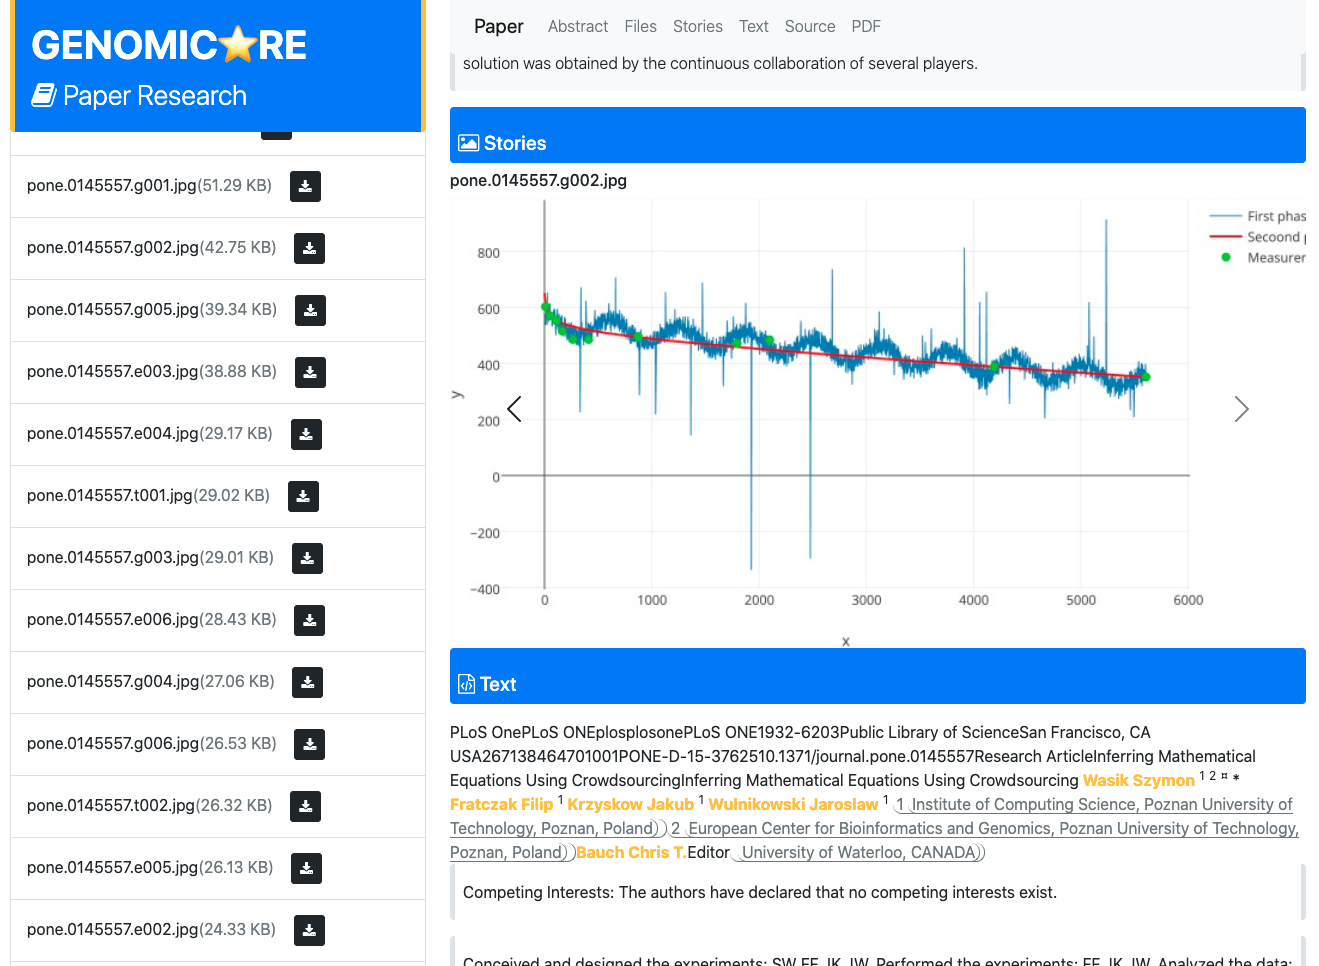 GENOMIC⭐RE
Paper Research
pone.0145557.g001.jpg(51.29 KB)
pone.0145557.g002.jpg(42.75 KB)
pone.0145557.g005.jpg(39.34 KB)
pone.0145557.e003.jpg(38.88 KB)
pone.0145557.e004.jpg(29.17 KB)
pone.0145557.t001.jpg(29.02 KB)
pone.0145557.g003.jpg(29.01 KB)
pone.0145557.e006.jpg(28.43 KB)
pone.0145557.g004.jpg(27.06 KB)
pone.0145557.g006.jpg(26.53 KB)
pone.0145557.t002.jpg(26.32 KB)
pone.0145557.e005.jpg(26.13 KB)
pone.0145557.e002.jpg(24.33 KB)
Paper Abstract Files Stories Text Source PDF
solution was obtained by the continuous collaboration of several players.
Stories
pone.0145557.g002.jpg
First phas
Secoond p
Measurer
800
600
400
200
0
−200
−400
y
0 1000 2000 3000 4000 5000 6000
x
Text
PLoS OnePLoS ONEplosplosonePLoS ONE1932-6203Public Library of ScienceSan Francisco, CA
USA267138464701001PONE-D-15-3762510.1371/journal.pone.0145557Research ArticleInferring Mathematical
Equations Using CrowdsourcingInferring Mathematical Equations Using Crowdsourcing Wasik Szymon 1 2 ¤ *
Fratczak Filip 1 Krzyskow Jakub 1 Wulnikowski Jaroslaw 1 1 Institute of Computing Science, Poznan University of
Technology, Poznan, Poland) 2 European Center for Bioinformatics and Genomics, Poznan University of Technology,
Poznan, Poland) Bauch Chris T.Editor University of Waterloo, CANADA)
Competing Interests: The authors have declared that no competing interests exist.
Conceived and designed the experiments: SW FF JK JW. Performed the experiments: FF JK JW. Analyzed the data: